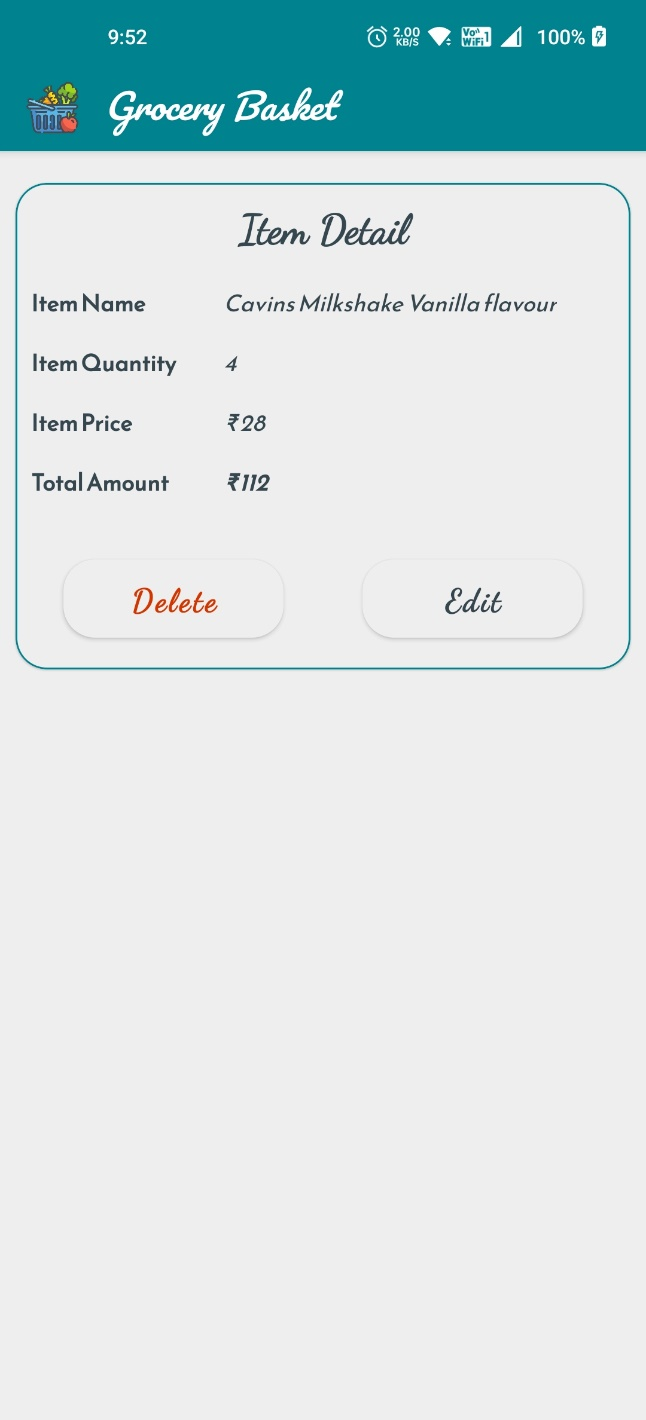 9:52 2.00 KB/S Vo)) WiFi 1 100%
Grocery Basket
Item Detail
Item Name Cavins Milkshake Vanilla flavour
Item Quantity 4
Item Price ₹28
Total Amount ₹112
Delete Edit